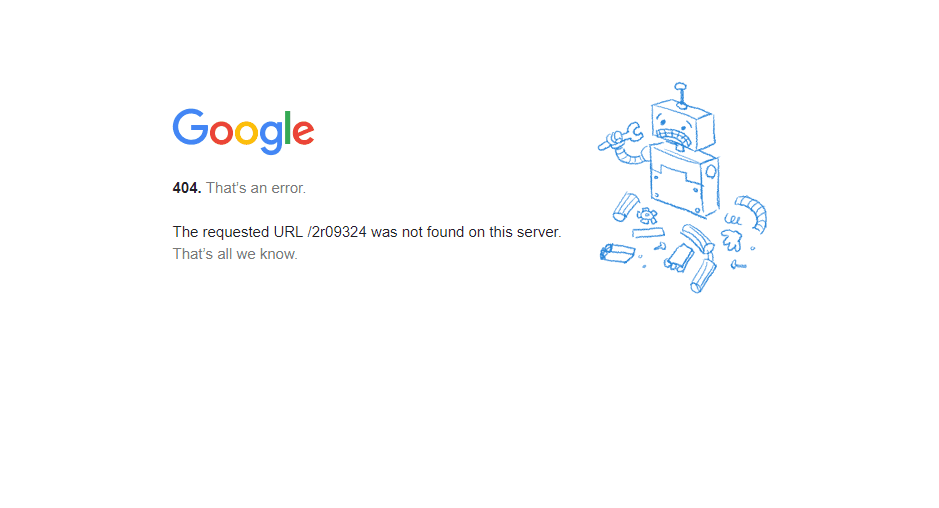 Google
404. That’s an error.
The requested URL /2r09324 was not found on this server.
That’s all we know.